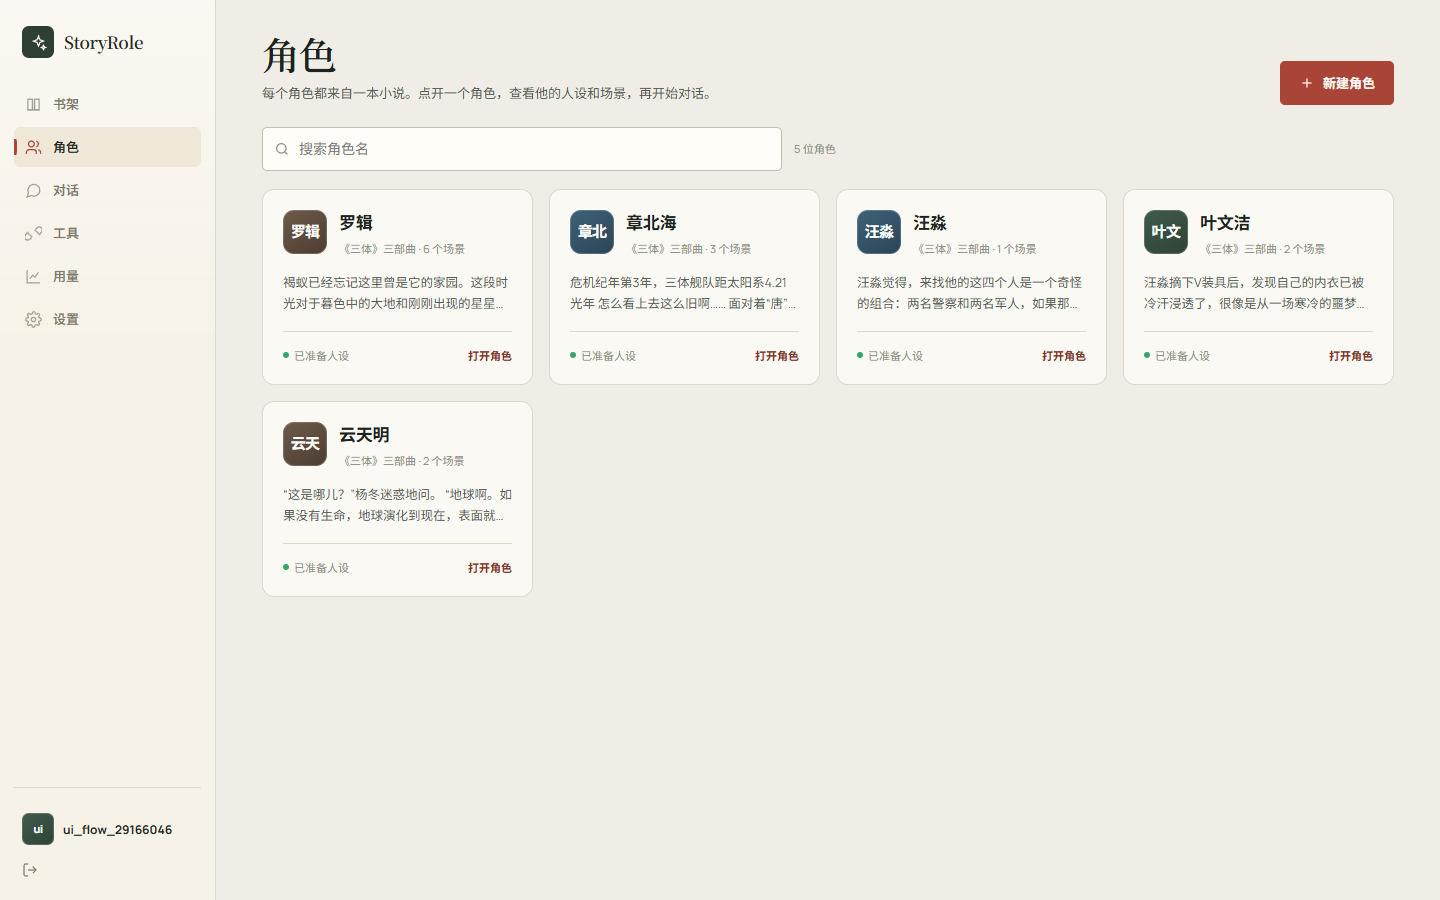 StoryRole
书架
角色
对话
工具
用量
设置
ui
ui_flow_29166046
角色
每个角色都来自一本小说。点开一个角色，查看他的人设和场景，再开始对话。
新建角色
搜索角色名
5 位角色
罗辑
罗辑
《三体》三部曲 · 6 个场景
褐蚁已经忘记这里曾是它的家园。这段时
光对于暮色中的大地和刚刚出现的星星...
已准备人设
打开角色
章北
章北海
《三体》三部曲 · 3 个场景
危机纪年第3年，三体舰队距太阳系4.21
光年 怎么看上去这么旧啊…… 面对着“唐”...
已准备人设
打开角色
汪淼
汪淼
《三体》三部曲 · 1 个场景
汪淼觉得，来找他的这四个人是一个奇怪
的组合：两名警察和两名军人，如果那...
已准备人设
打开角色
叶文
叶文洁
《三体》三部曲 · 2 个场景
汪淼摘下V装具后，发现自己的内衣已被
冷汗浸透了，很像是从一场寒冷的噩梦...
已准备人设
打开角色
云天
云天明
《三体》三部曲 · 2 个场景
“这是哪儿？”杨冬迷惑地问。 “地球啊。如
果没有生命，地球演化到现在，表面就...
已准备人设
打开角色